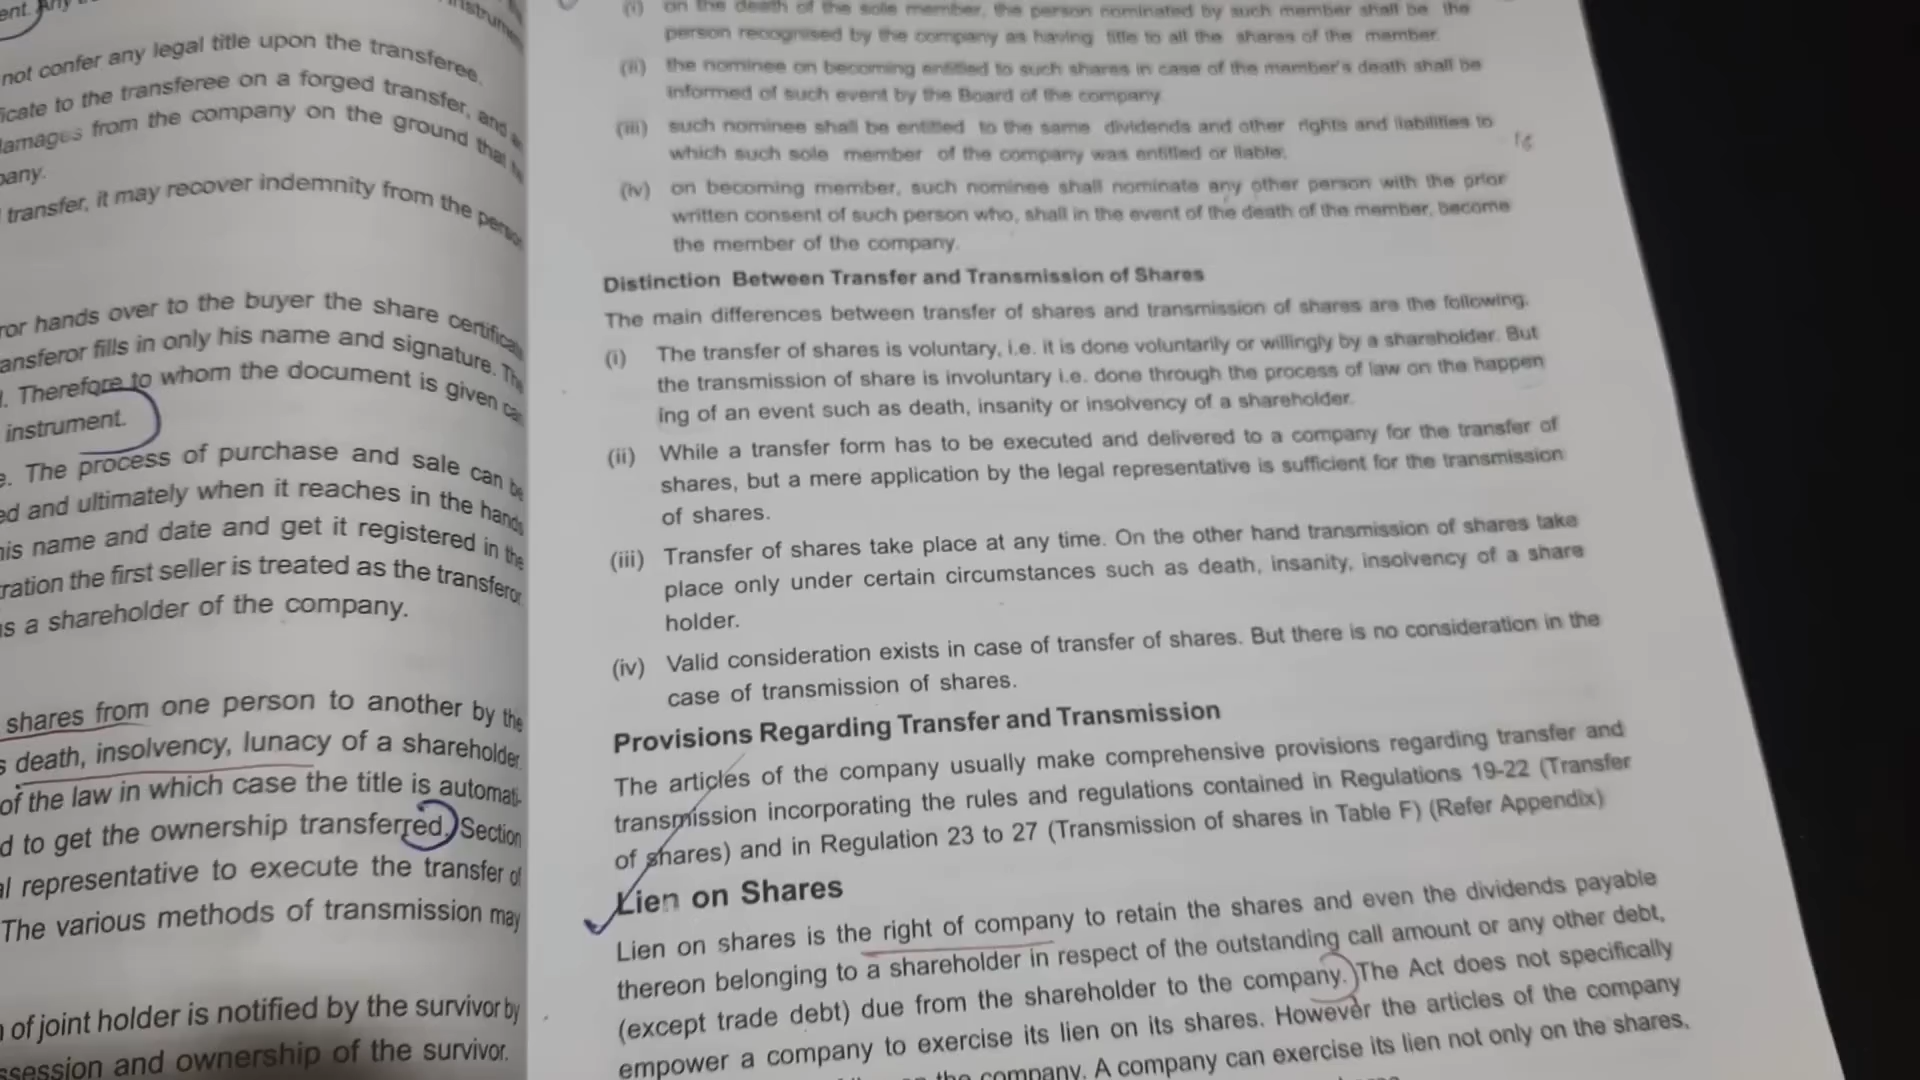 not confer any legal title upon the transferee.
ficate to the transferee on a forged transfer, and
damages from the company on the ground that he
pany.
transfer, it may recover indemnity from the person
ror hands over to the buyer the share certificate
ansferor fills in only his name and signature. The
. Therefore to whom the document is given can
instrument.
e. The process of purchase and sale can be
ed and ultimately when it reaches in the hands
his name and date and get it registered in the
tration the first seller is treated as the transferor
s a shareholder of the company.
shares from one person to another by the
s death, insolvency, lunacy of a shareholder.
of the law in which case the title is automati-
d to get the ownership transferred. Section
al representative to execute the transfer of
The various methods of transmission may
of joint holder is notified by the survivor by
ssession and ownership of the survivor.
(i) on the death of the sole member, the person nominated by such member shall be the
person recognised by the company as having title to all the shares of the member.
(ii) the nominee on becoming entitled to such shares in case of the member's death shall be
informed of such event by the Board of the company
(iii) such nominee shall be entitled to the same dividends and other rights and liabilities to
which such sole member of the company was entitled or liable;
(iv) on becoming member, such nominee shall nominate any other person with the prior
written consent of such person who, shall in the event of the death of the member, become
the member of the company.
Distinction Between Transfer and Transmission of Shares
The main differences between transfer of shares and transmission of shares are the following.
(i) The transfer of shares is voluntary, i.e. it is done voluntarily or willingly by a shareholder. But
the transmission of share is involuntary i.e. done through the process of law on the happen
ing of an event such as death, insanity or insolvency of a shareholder.
(ii) While a transfer form has to be executed and delivered to a company for the transfer of
shares, but a mere application by the legal representative is sufficient for the transmission
of shares.
(iii) Transfer of shares take place at any time. On the other hand transmission of shares take
place only under certain circumstances such as death, insanity, insolvency of a share
holder.
(iv) Valid consideration exists in case of transfer of shares. But there is no consideration in the
case of transmission of shares.
Provisions Regarding Transfer and Transmission
The articles of the company usually make comprehensive provisions regarding transfer and
transmission incorporating the rules and regulations contained in Regulations 19-22 (Transfer
of shares) and in Regulation 23 to 27 (Transmission of shares in Table F) (Refer Appendix)
Lien on Shares
Lien on shares is the right of company to retain the shares and even the dividends payable
thereon belonging to a shareholder in respect of the outstanding call amount or any other debt,
(except trade debt) due from the shareholder to the company. The Act does not specifically
empower a company to exercise its lien on its shares. However the articles of the company
the company. A company can exercise its lien not only on the shares,